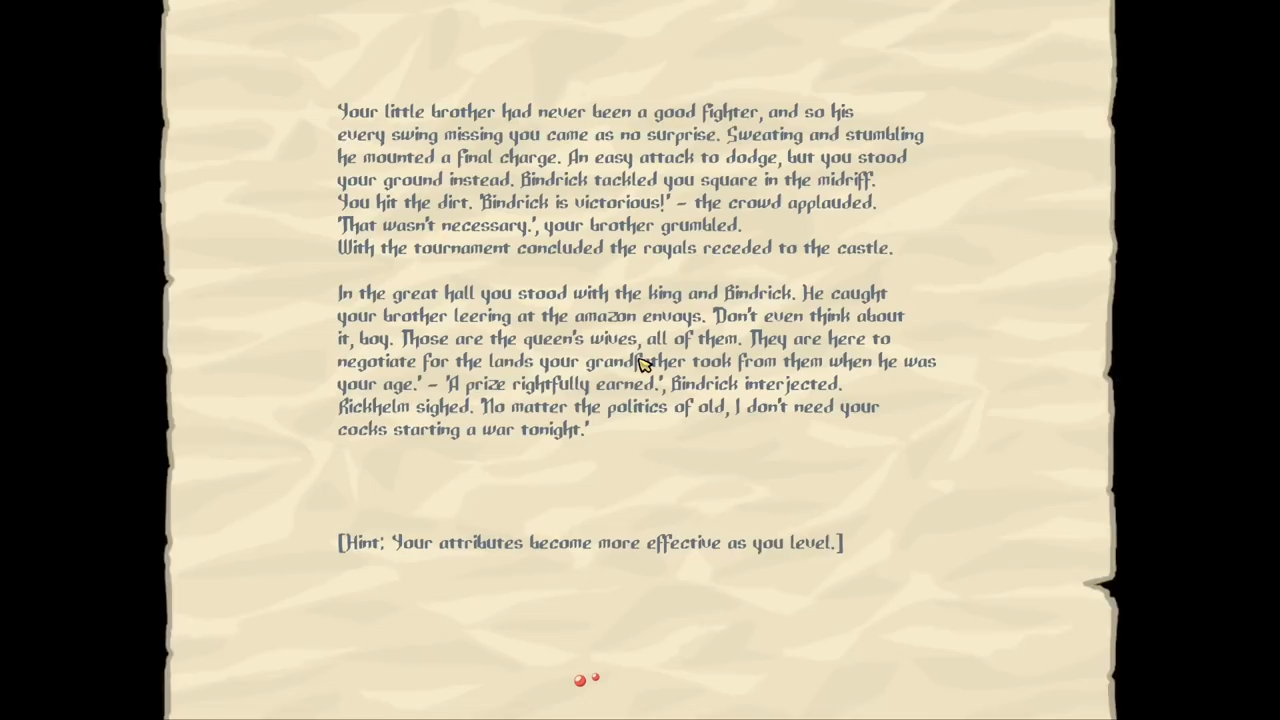 Your little brother had never been a good fighter, and so his
every swing missing you came as no surprise. Sweating and stumbling
he mounted a final charge. An easy attack to dodge, but you stood
your ground instead. Bindrick tackled you square in the midriff.
You hit the dirt. 'Bindrick is victorious!' - the crowd applauded.
'That wasn't necessary.', your brother grumbled.
With the tournament concluded the royals receded to the castle.
In the great hall you stood with the king and Bindrick. He caught
your brother leering at the amazon envoys. 'Don't even think about
it, boy. Those are the queen's wives, all of them. They are here to
negotiate for the lands your grandfather took from them when he was
your age.' - 'A prize rightfully earned.', Bindrick interjected.
Rickhelm sighed. 'No matter the politics of old, I don't need your
cocks starting a war tonight.'
[Hint: Your attributes become more effective as you level.]